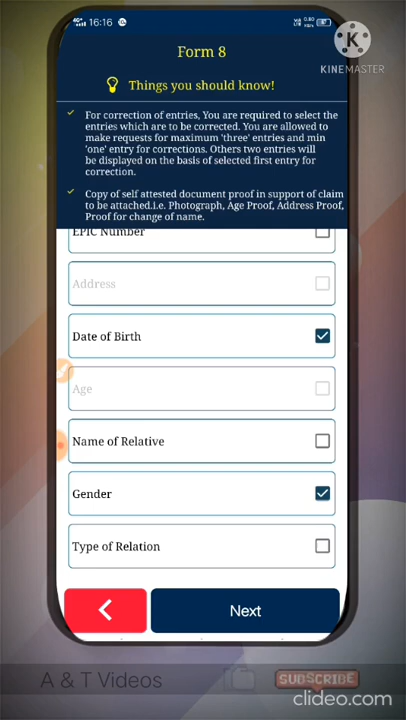 16:16
Form 8
K
KINEMASTER
Things you should know!
For correction of entries, You are required to select the
entries which are to be corrected. You are allowed to
make requests for maximum 'three' entries and min
'one' entry for corrections. Others two entries will
be displayed on the basis of selected first entry for
correction.
Copy of self attested document proof in support of claim
to be attached.i.e. Photograph, Age Proof, Address Proof,
Proof for change of name.
EPIC Number
Address
Date of Birth
Age
Name of Relative
Gender
Type of Relation
Next
A & T Videos
SUBSCRIBE
clideo.com